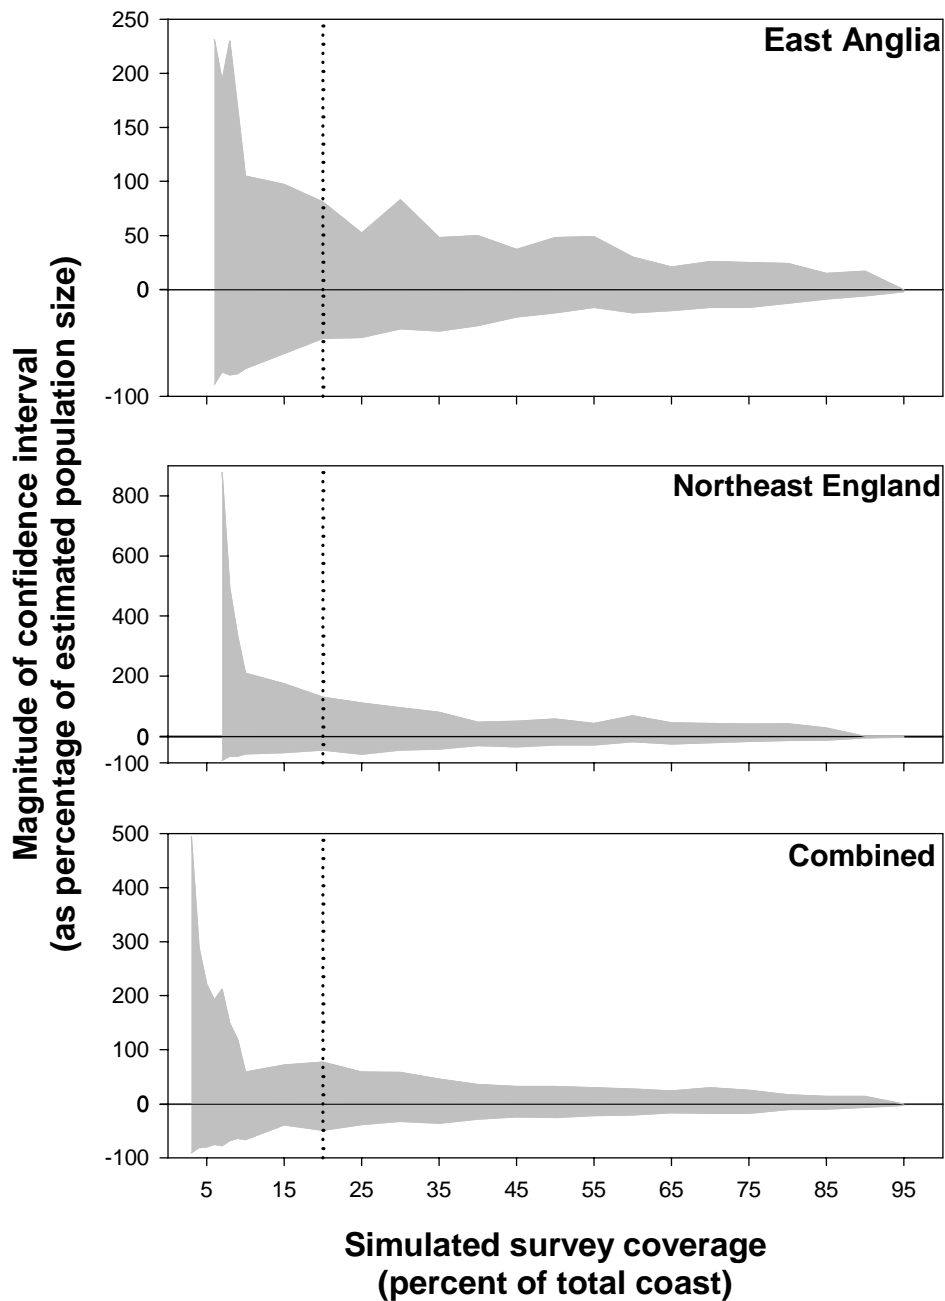 250
East Anglia
200
150
100
50
0
-100
Northeast England
800
600
400
200
0
-100
500
Combined
400
300
200
100
0
-100
5 15 25 35 45 55 65 75 85 95
Magnitude of confidence interval
(as percentage of estimated population size)
Simulated survey coverage
(percent of total coast)